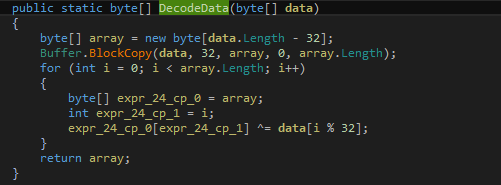 public static byte[] DecodeData(byte[] data)
{
byte[] array = new byte[data.Length - 32];
Buffer.BlockCopy(data, 32, array, 0, array.Length);
for (int i = 0; i < array.Length; i++)
{
byte[] expr_24_cp_0 = array;
int expr_24_cp_1 = i;
expr_24_cp_0[expr_24_cp_1] ^= data[i % 32];
}
return array;
}